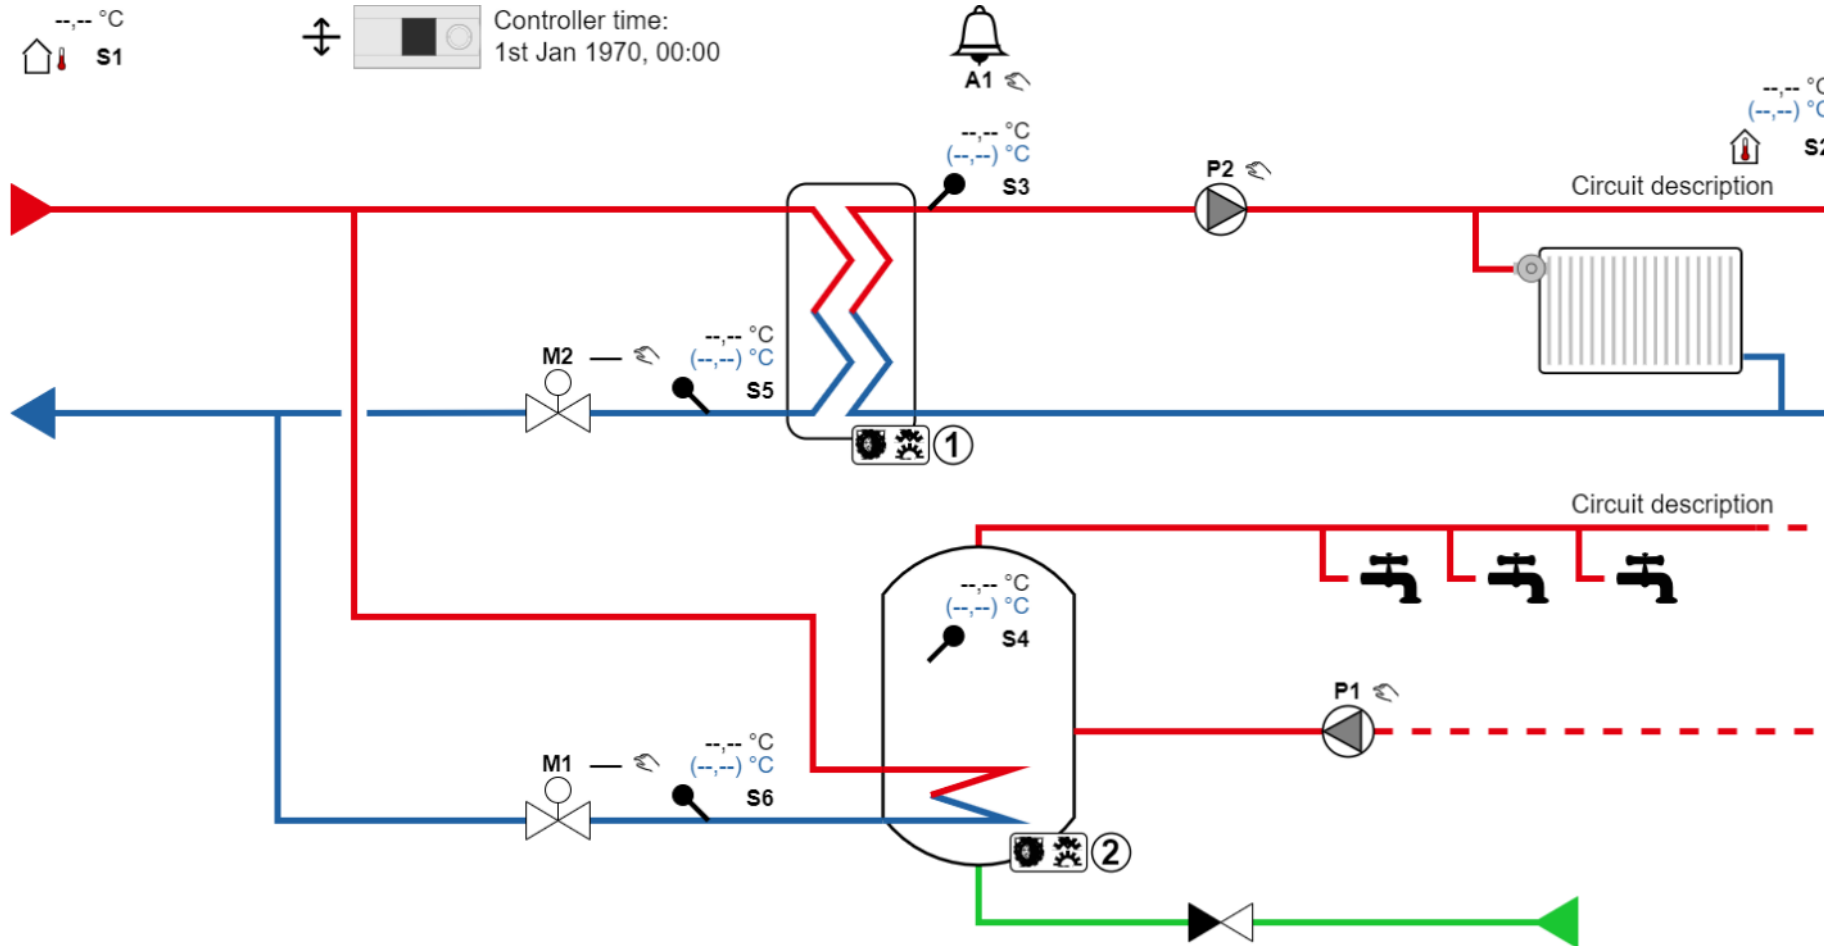 --,-- °C
S1
Controller time:
1st Jan 1970, 00:00
A1
--,-- °C
(--,--) °C
S3
P2
--,-- °C
(--,--) °C
S2
Circuit description
M2
--,-- °C
(--,--) °C
S5
1
Circuit description
--,-- °C
(--,--) °C
S4
P1
M1
--,-- °C
(--,--) °C
S6
2